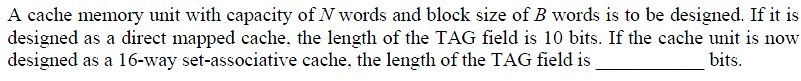 A cache memory unit with capacity of N words and block size of B words is to be designed. If it is
designed as a direct mapped cache, the length of the TAG field is 10 bits. If the cache unit is now
designed as a 16-way set-associative cache, the length of the TAG field is ____________ bits.